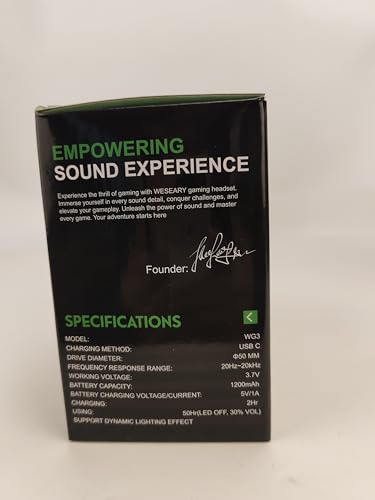 EMPOWERING
SOUND EXPERIENCE
Experience the thrill of gaming with WESEARY gaming headset.
Immerse yourself in every sound detail, conquer challenges, and
elevate your gameplay. Unleash the power of sound and master
every game. Your adventure starts here
Founder:
SPECIFICATIONS
MODEL: WG3
CHARGING METHOD: USB C
DRIVE DIAMETER: Φ50 MM
FREQUENCY RESPONSE RANGE: 20Hz~20kHz
WORKING VOLTAGE: 3.7V
BATTERY CAPACITY: 1200mAh
BATTERY CHARGING VOLTAGE/CURRENT: 5V/1A
CHARGING: 2Hr
USING: 50Hr(LED OFF, 30% VOL)
SUPPORT DYNAMIC LIGHTING EFFECT